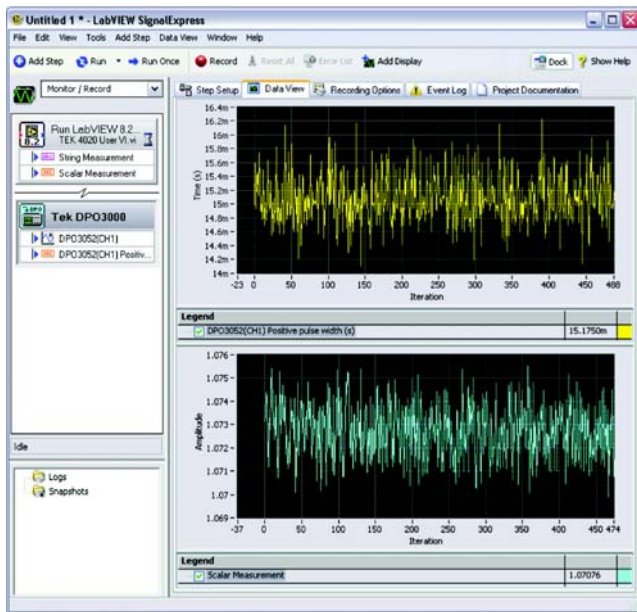 Untitled 1 * - LabVIEW SignalExpress
File Edit View Tools Add Step Data View Window Help
Add Step Run Run Once Record Reset All Error List Add Display Dock Show Help
Monitor / Record
Step Setup Data View Recording Options Event Log Project Documentation
8.2
Run LabVIEW 8.2...
TEK 4020 User VI.vi
String Measurement
Scalar Measurement
Tek DPO3000
DPO3052(CH1)
DPO3052(CH1) Positiv...
Idle
Logs
Snapshots
16.4m
16.2m
16m
15.8m
15.6m
15.4m
15.2m
15m
14.8m
14.6m
14.4m
14.2m
14m
Time (s)
-23 0 50 100 150 200 250 300 350 400 450 488
Iteration
Legend
DPO3052(CH1) Positive pulse width (s) 15.1750m
1.076
1.075
1.074
1.073
1.072
1.071
1.07
1.069
Amplitude
-37 0 50 100 150 200 250 300 350 400 450 474
Iteration
Legend
Scalar Measurement 1.07076